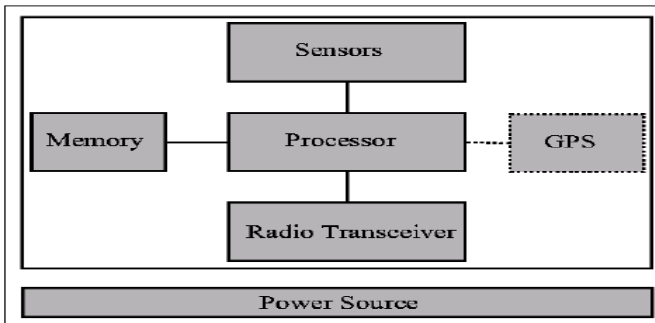 Sensors
Memory
Processor
GPS
Radio Transceiver
Power Source